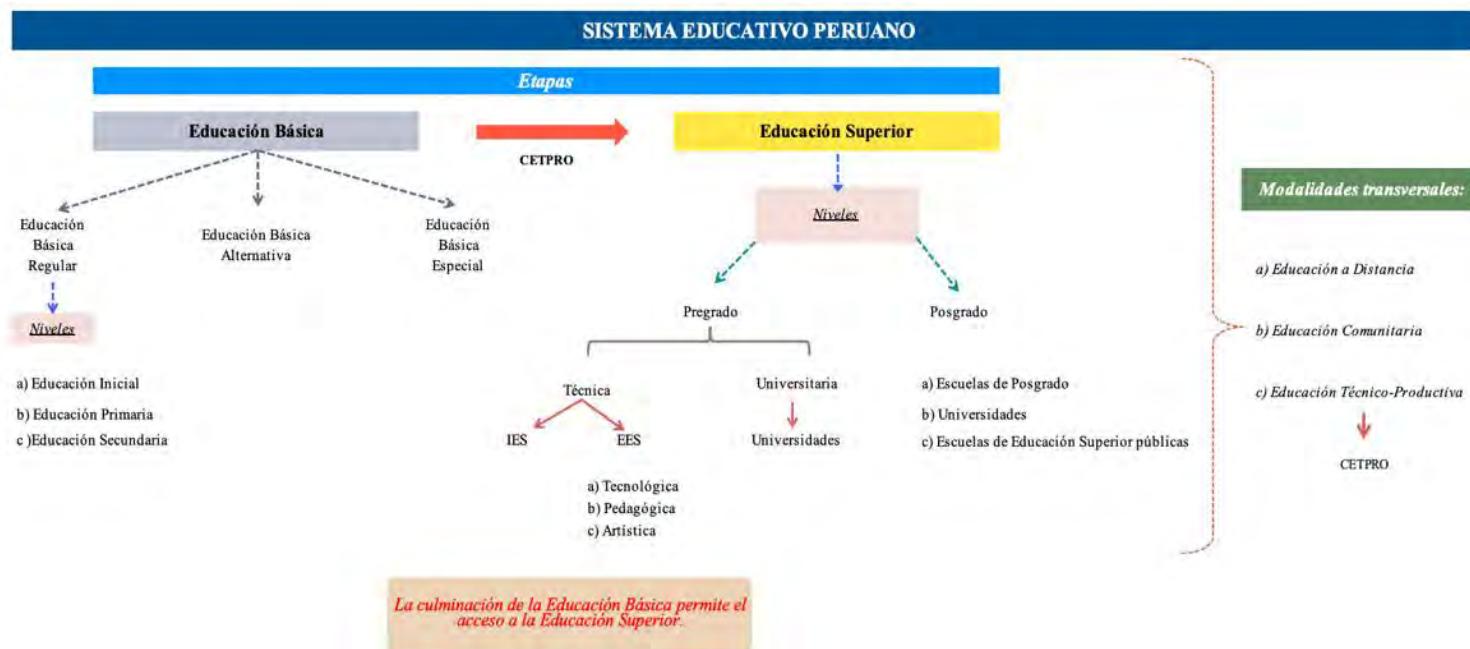 SISTEMA EDUCATIVO PERUANO
Etapas
Educación Básica
CETPRO
Educación Superior
Educación
Básica
Regular
Educación Básica
Alternativa
Educación
Básica
Especial
Niveles
a) Educación Inicial
b) Educación Primaria
c )Educación Secundaria
Niveles
Pregrado
Posgrado
Técnica
Universitaria
IES
EES
Universidades
a) Tecnológica
b) Pedagógica
c) Artística
a) Escuelas de Posgrado
b) Universidades
c) Escuelas de Educación Superior públicas
Modalidades transversales:
a) Educación a Distancia
b) Educación Comunitaria
c) Educación Técnico-Productiva
CETPRO
La culminación de la Educación Básica permite el
acceso a la Educación Superior.